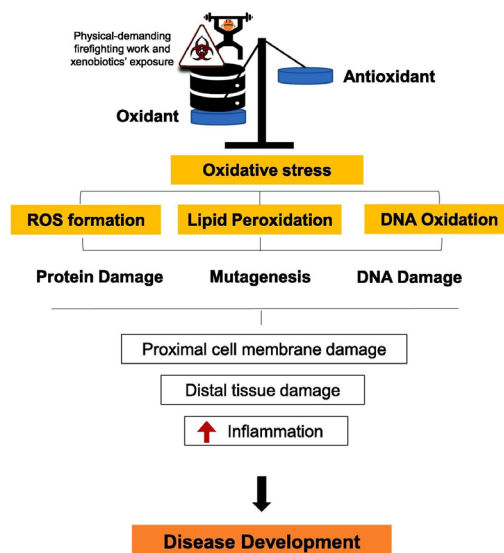 Physical-demanding
firefighting work and
xenobiotics' exposure
Antioxidant
Oxidant
Oxidative stress
ROS formation
Lipid Peroxidation
DNA Oxidation
Protein Damage
Mutagenesis
DNA Damage
Proximal cell membrane damage
Distal tissue damage
Inflammation
Disease Development